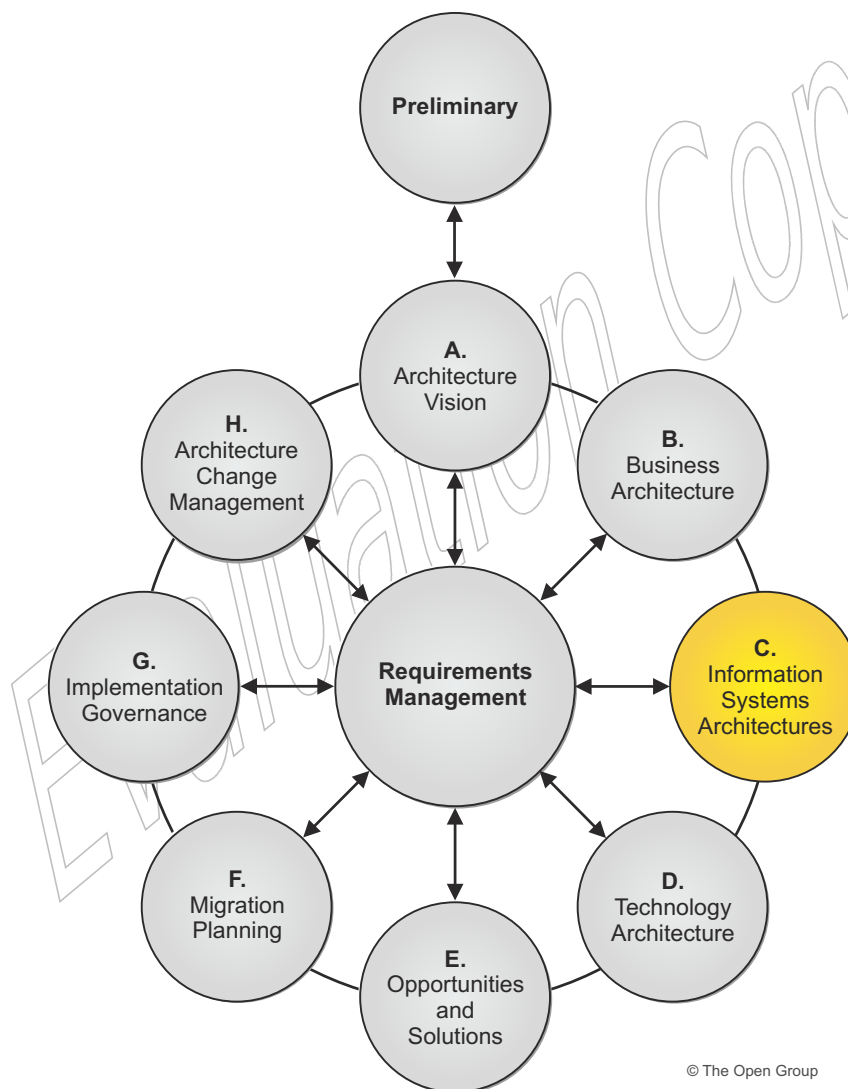 Preliminary
A.
Architecture
Vision
B.
Business
Architecture
H.
Architecture
Change
Management
C.
Information
Systems
Architectures
Requirements
Management
G.
Implementation
Governance
D.
Technology
Architecture
F.
Migration
Planning
E.
Opportunities
and
Solutions
Evaluation Cop
© The Open Group